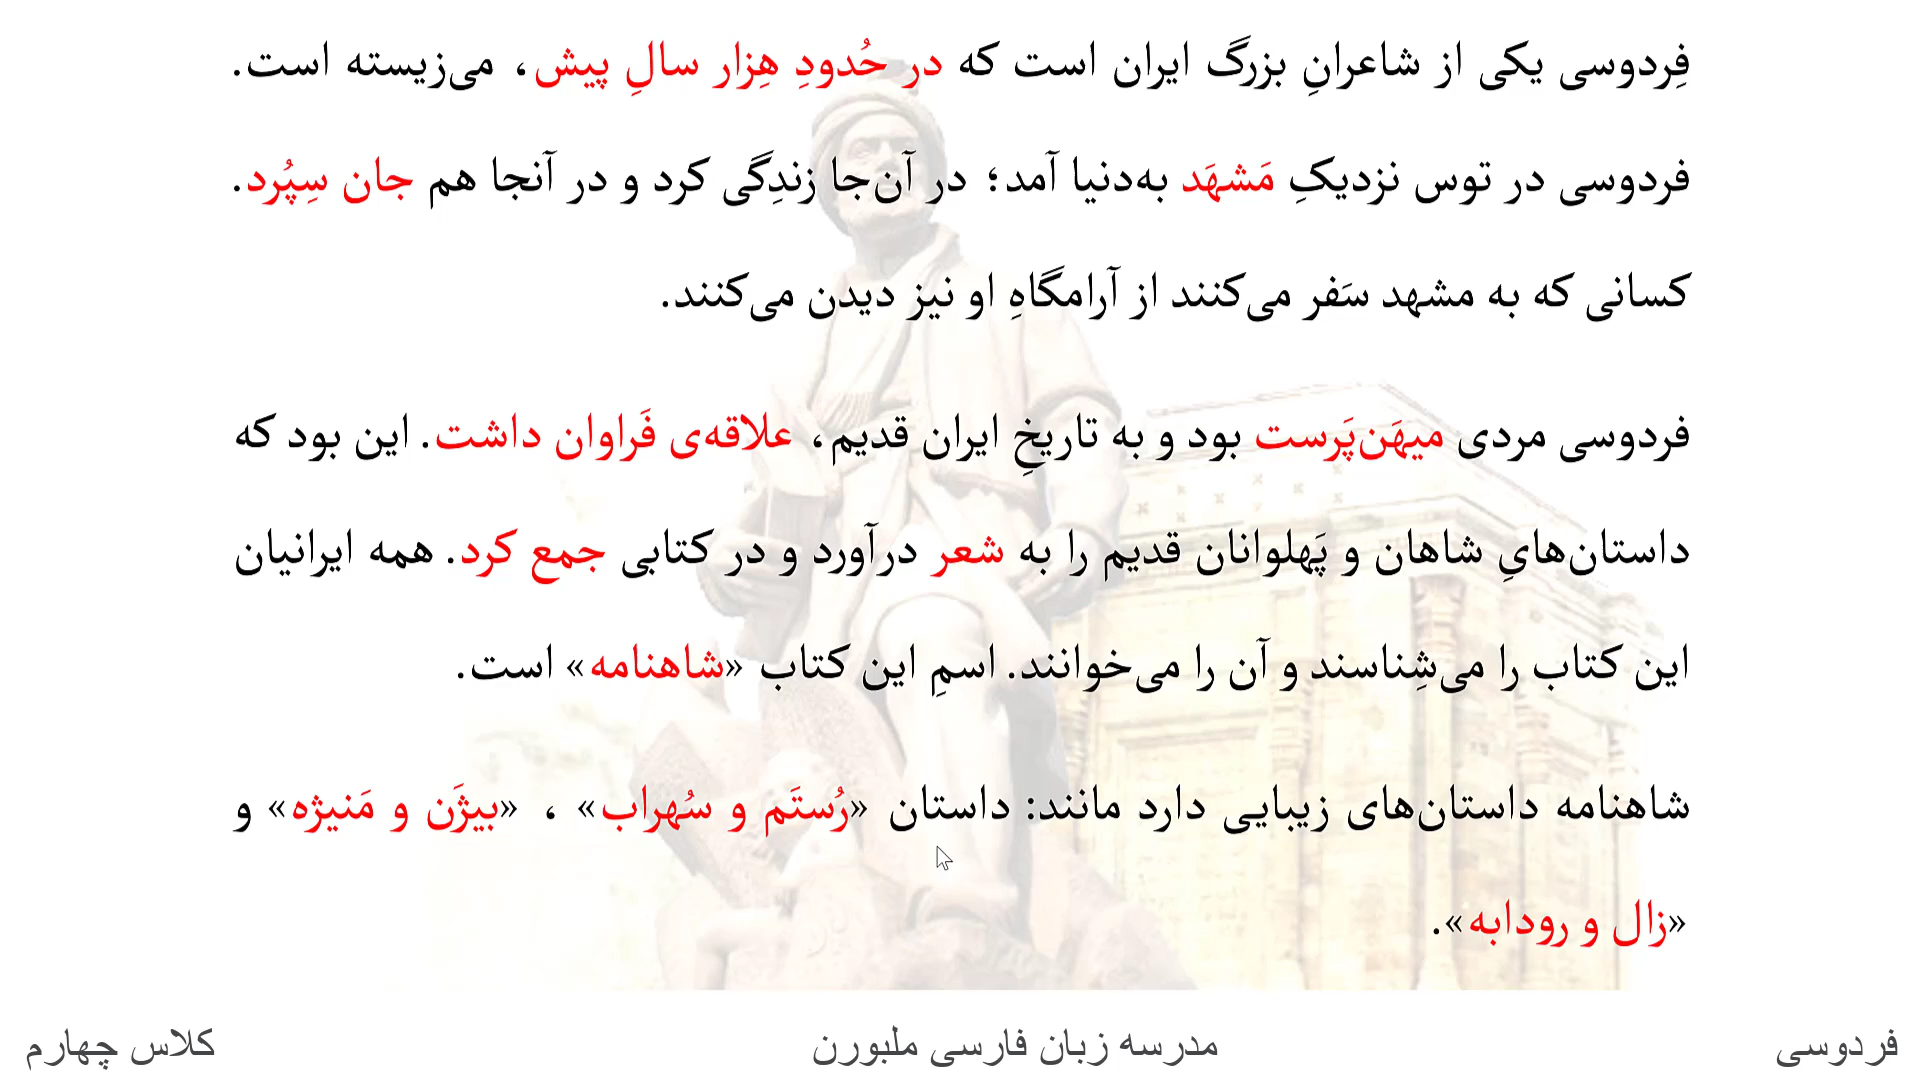 فِردوسی یکی از شاعرانِ بزرگ ایران است که در حُدودِ هِزار سالِ پیش، می‌زیسته است.
فردوسی در توس نزدیکِ مَشهَد به‌دنیا آمد؛ در آن‌جا زندِگی کرد و در آنجا هم جان سِپُرد.
کسانی که به مشهد سَفر می‌کنند از آرامگاهِ او نیز دیدن می‌کنند.
فردوسی مردی میهَن‌پَرست بود و به تاریخِ ایران قدیم، علاقه‌ی فَراوان داشت. این بود که
داستان‌هایِ شاهان و پَهلوانان قدیم را به شعر درآورد و در کتابی جمع کرد. همه ایرانیان
این کتاب را می‌شِناسند و آن را می‌خوانند. اسمِ این کتاب «شاهنامه» است.
شاهنامه داستان‌های زیبایی دارد مانند: داستان «رُستَم و سُهراب» ، «بیژَن و مَنیژه» و
«زال و رودابه».
فردوسی
مدرسه زبان فارسی ملبورن
کلاس چهارم